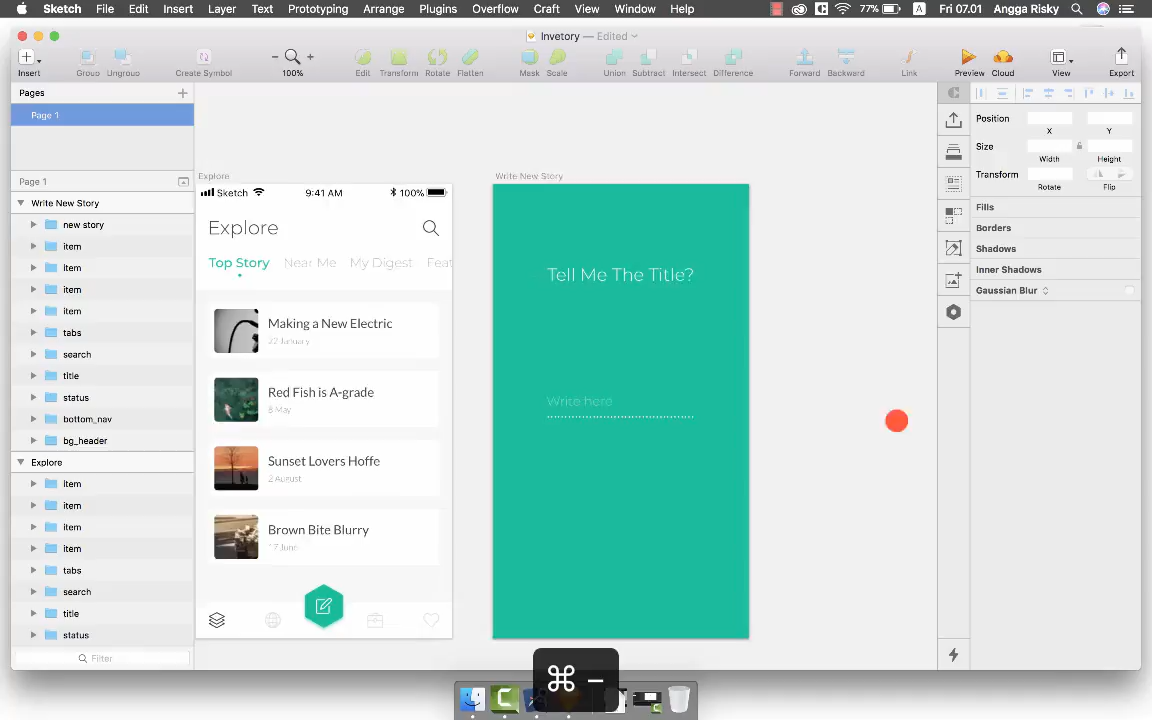 Sketch File Edit Insert Layer Text Prototyping Arrange Plugins Overflow Craft View Window Help 77% A Fri 07.01 Angga Risky
Invetory — Edited
Insert Group Ungroup Create Symbol 100% Edit Transform Rotate Flatten Mask Scale Union Subtract Intersect Difference Forward Backward Link Preview Cloud View Export
Pages
Page 1
Page 1
Write New Story
new story
item
item
item
item
tabs
search
title
status
bottom_nav
bg_header
Explore
item
item
item
item
tabs
search
title
status
Filter
Explore
Sketch 9:41 AM 100%
Explore
Top Story Near Me My Digest Feat
Making a New Electric
22 January
Red Fish is A-grade
8 May
Sunset Lovers Hoffe
2 August
Brown Bite Blurry
17 June
Write New Story
Tell Me The Title?
Write here
⌘ –
Position
X Y
Size
Width Height
Transform
Rotate Flip
Fills
Borders
Shadows
Inner Shadows
Gaussian Blur